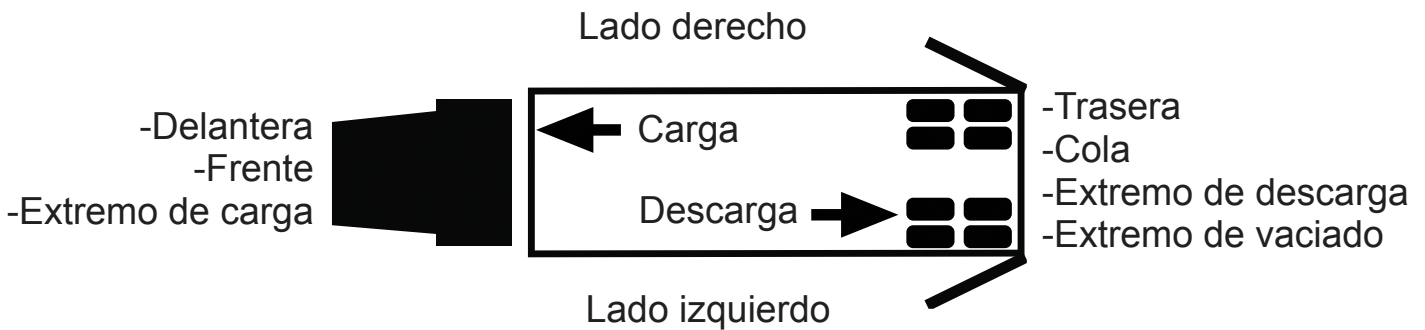 Lado derecho
-Delantera
-Frente
-Extremo de carga
Carga
Descarga
-Trasera
-Cola
-Extremo de descarga
-Extremo de vaciado
Lado izquierdo